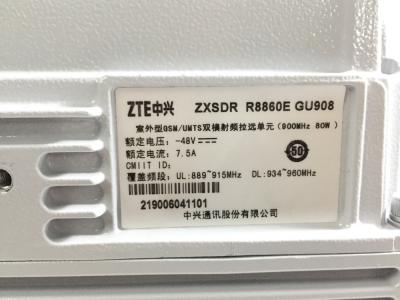 ZTE中兴 ZXSDR R8860E GU908
室外型GSM/UMTS双模射频拉远单元(900MHz 80W)
额定电压: -48V
额定电流: 7.5A
50
CMIIT ID:
覆盖频段: UL:889~915MHz DL:934~960MHz
219006041101
中兴通讯股份有限公司